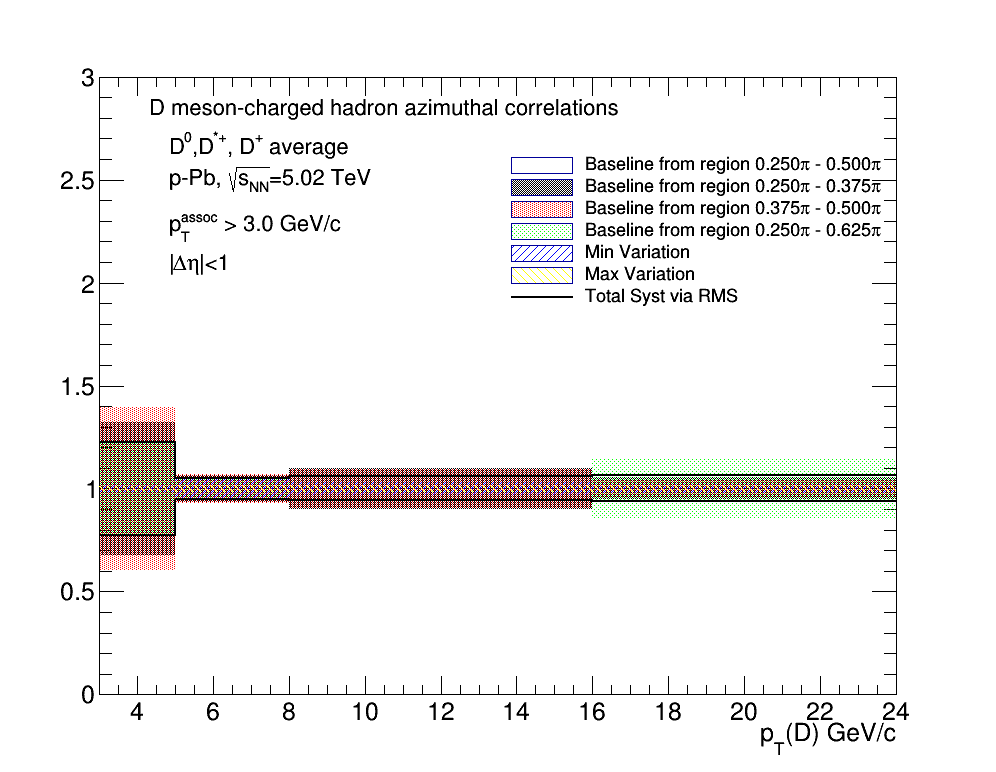 D meson-charged hadron azimuthal correlations
D⁰,D*⁺, D⁺ average
p-Pb, √sNN=5.02 TeV
pTassoc > 3.0 GeV/c
|Δη|<1
Baseline from region 0.250π - 0.500π
Baseline from region 0.250π - 0.375π
Baseline from region 0.375π - 0.500π
Baseline from region 0.250π - 0.625π
Min Variation
Max Variation
Total Syst via RMS
3
2.5
2
1.5
1
0.5
0
4 6 8 10 12 14 16 18 20 22 24
pT(D) GeV/c